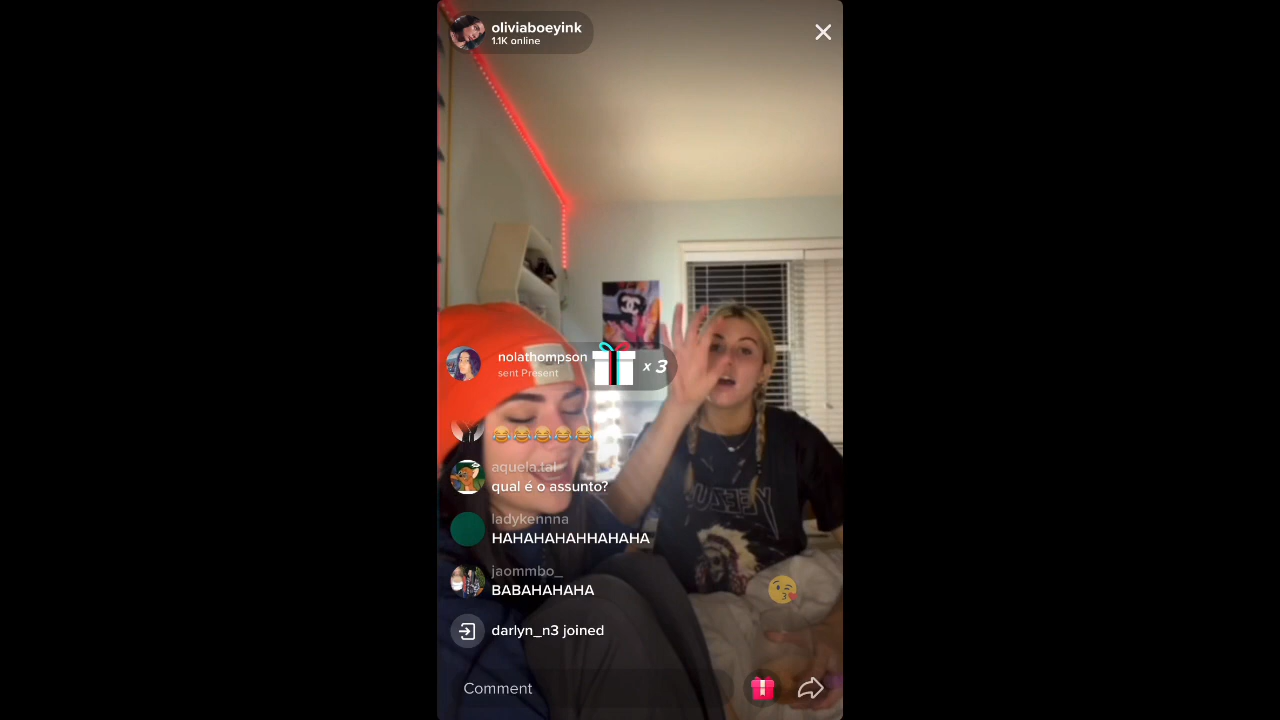 oliviaboeyink
1.1K online
nolathompson
sent Present
x 3
😂😂😂😂😂
aquela.tal
qual é o assunto?
ladykennna
HAHAHAHAHHAHAHA
jaommbo_
BABAHAHAHA
darlyn_n3 joined
Comment